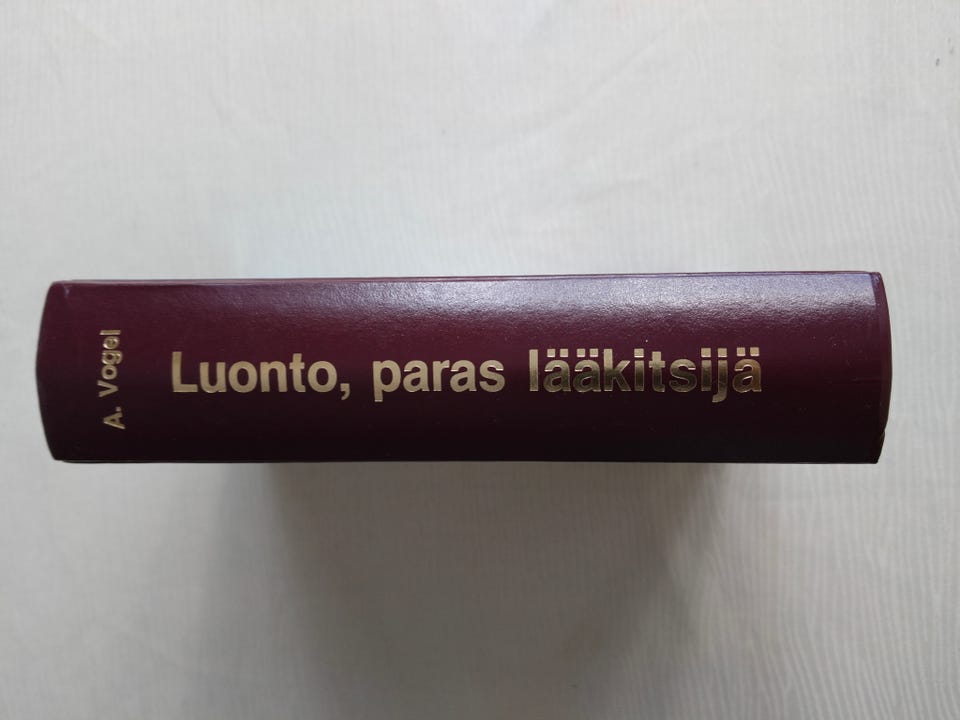 A. Vogel
Luonto, paras lääkitsijä